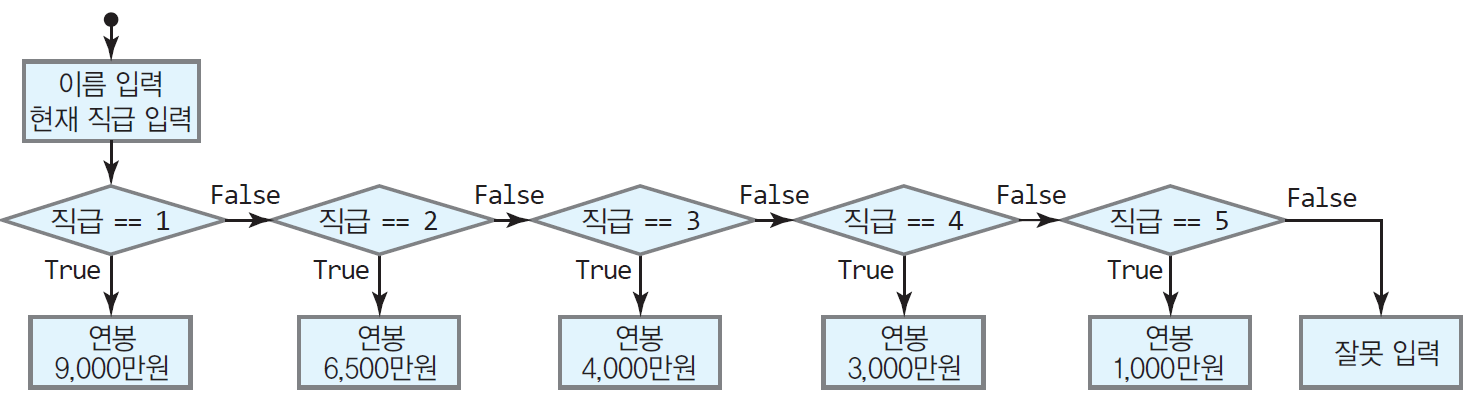 이름 입력
현재 직급 입력
False
False
False
False
False
직급 == 1
직급 == 2
직급 == 3
직급 == 4
직급 == 5
True
True
True
True
True
연봉
9,000만원
연봉
6,500만원
연봉
4,000만원
연봉
3,000만원
연봉
1,000만원
잘못 입력